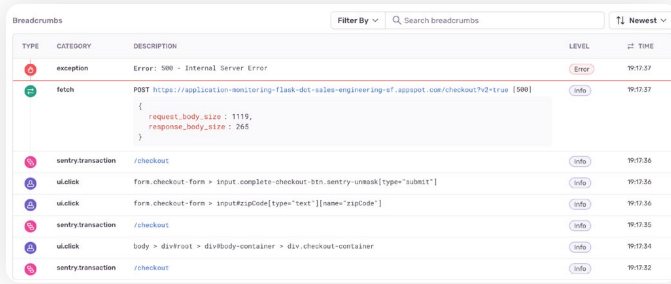 Breadcrumbs
Filter By
Search breadcrumbs
Newest
TYPE CATEGORY DESCRIPTION LEVEL TIME
exception Error: 500 - Internal Server Error Error 19:17:37
fetch POST https://application-monitoring-flask-dot-sales-engineering-sf.appspot.com/checkout?v2=true [500] Info 19:17:37
{
request_body_size : 1119,
response_body_size : 265
}
sentry.transaction /checkout Info 19:17:36
ui.click form.checkout-form > input.complete-checkout-btn.sentry-unmask[type="submit"] Info 19:17:36
ui.click form.checkout-form > input#zipCode[type="text"][name="zipCode"] Info 19:17:36
sentry.transaction /checkout Info 19:17:35
ui.click body > div#root > div#body-container > div.checkout-container Info 19:17:34
sentry.transaction /checkout Info 19:17:32